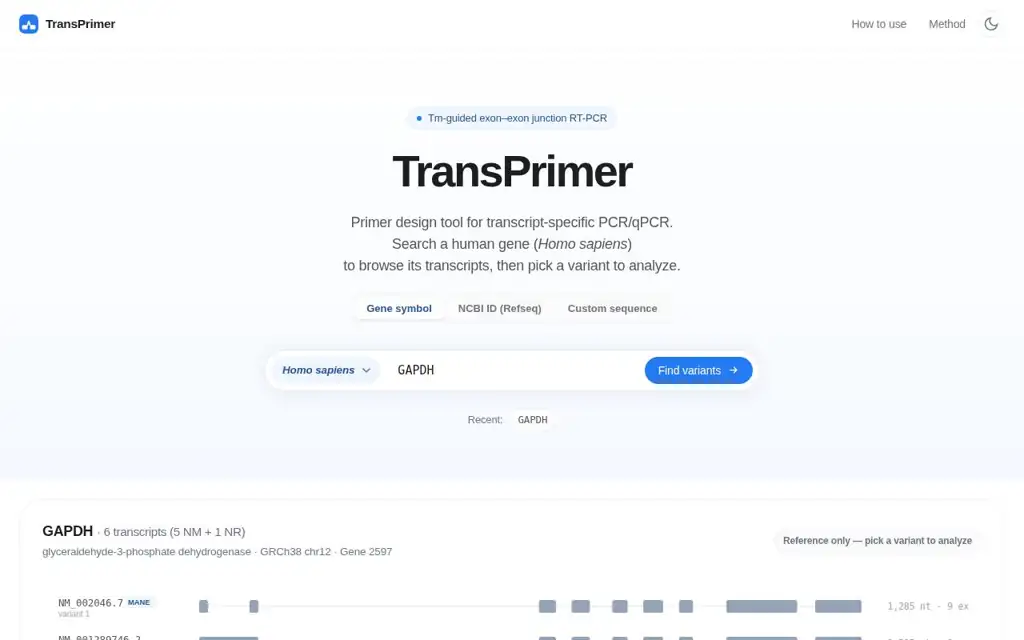 TransPrimer
How to use
Method
Tm-guided exon–exon junction RT-PCR
TransPrimer
Primer design tool for transcript-specific PCR/qPCR.
Search a human gene (Homo sapiens)
to browse its transcripts, then pick a variant to analyze.
Gene symbol
NCBI ID (Refseq)
Custom sequence
Homo sapiens
GAPDH
Find variants →
Recent: GAPDH
GAPDH · 6 transcripts (5 NM + 1 NR)
glyceraldehyde-3-phosphate dehydrogenase · GRCh38 chr12 · Gene 2597
Reference only — pick a variant to analyze
NM_002046.7 MANE
variant 1
1,285 nt · 9 ex
NM_001289746.2